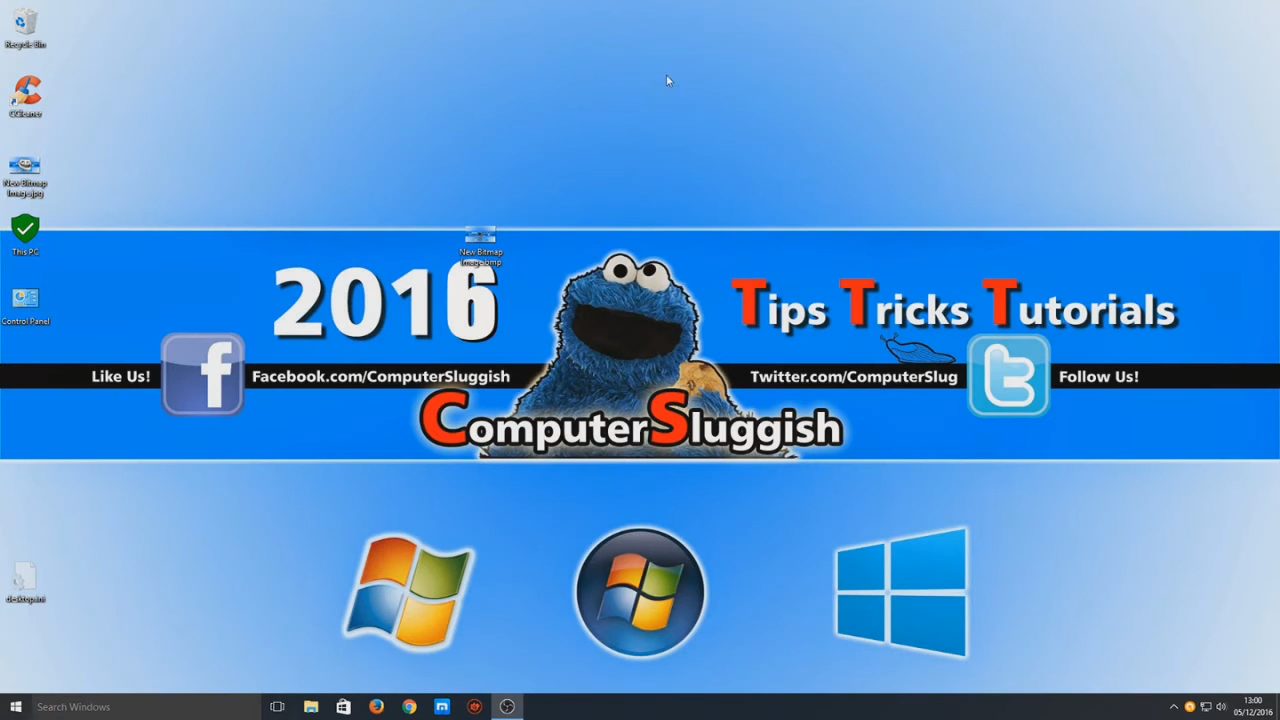 Recycle Bin
CCleaner
New Bitmap
Image.jpg
This PC
Control Panel
desktop.ini
New Bitmap
Image.bmp
2016
Tips Tricks Tutorials
Like Us!
Facebook.com/ComputerSluggish
Twitter.com/ComputerSlug
Follow Us!
ComputerSluggish
Search Windows
13:00
05/12/2016